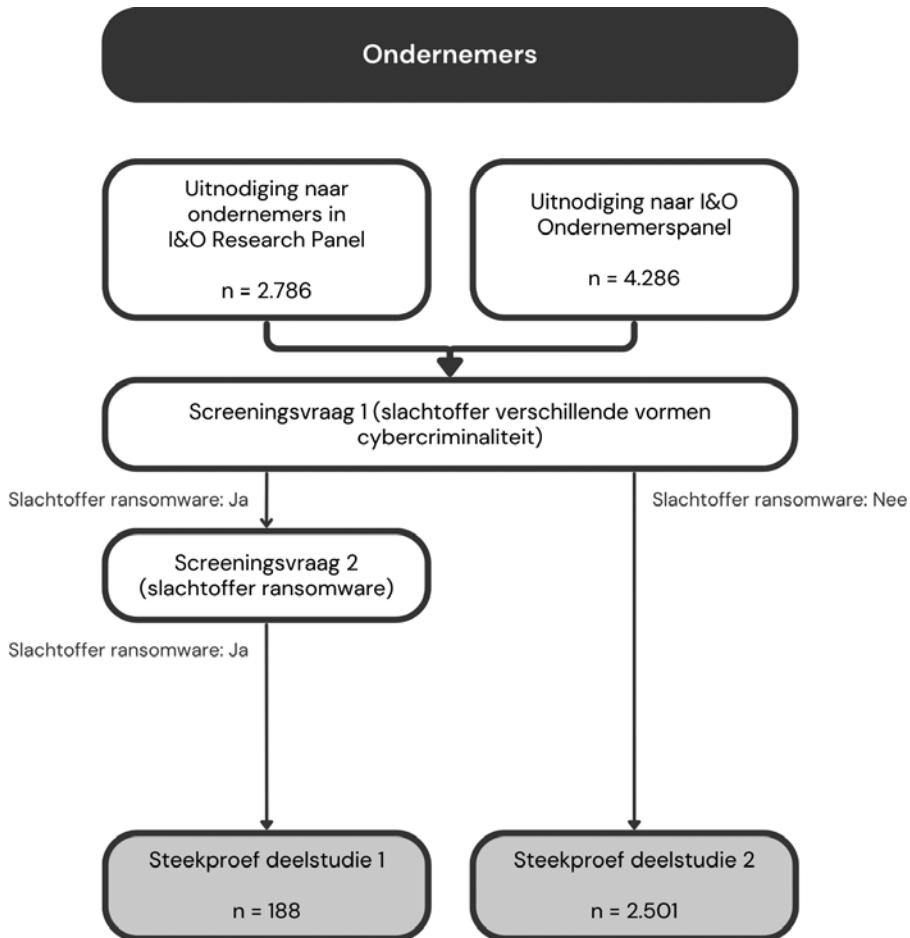 Ondernemers
Uitnodiging naar
ondernemers in
I&O Research Panel
n = 2.786
Uitnodiging naar I&O
Ondernemerspanel
n = 4.286
Screeningsvraag 1 (slachtoffer verschillende vormen
cybercriminaliteit)
Slachtoffer ransomware: Ja
Slachtoffer ransomware: Nee
Screeningsvraag 2
(slachtoffer ransomware)
Slachtoffer ransomware: Ja
Steekproef deelstudie 1
n = 188
Steekproef deelstudie 2
n = 2.501